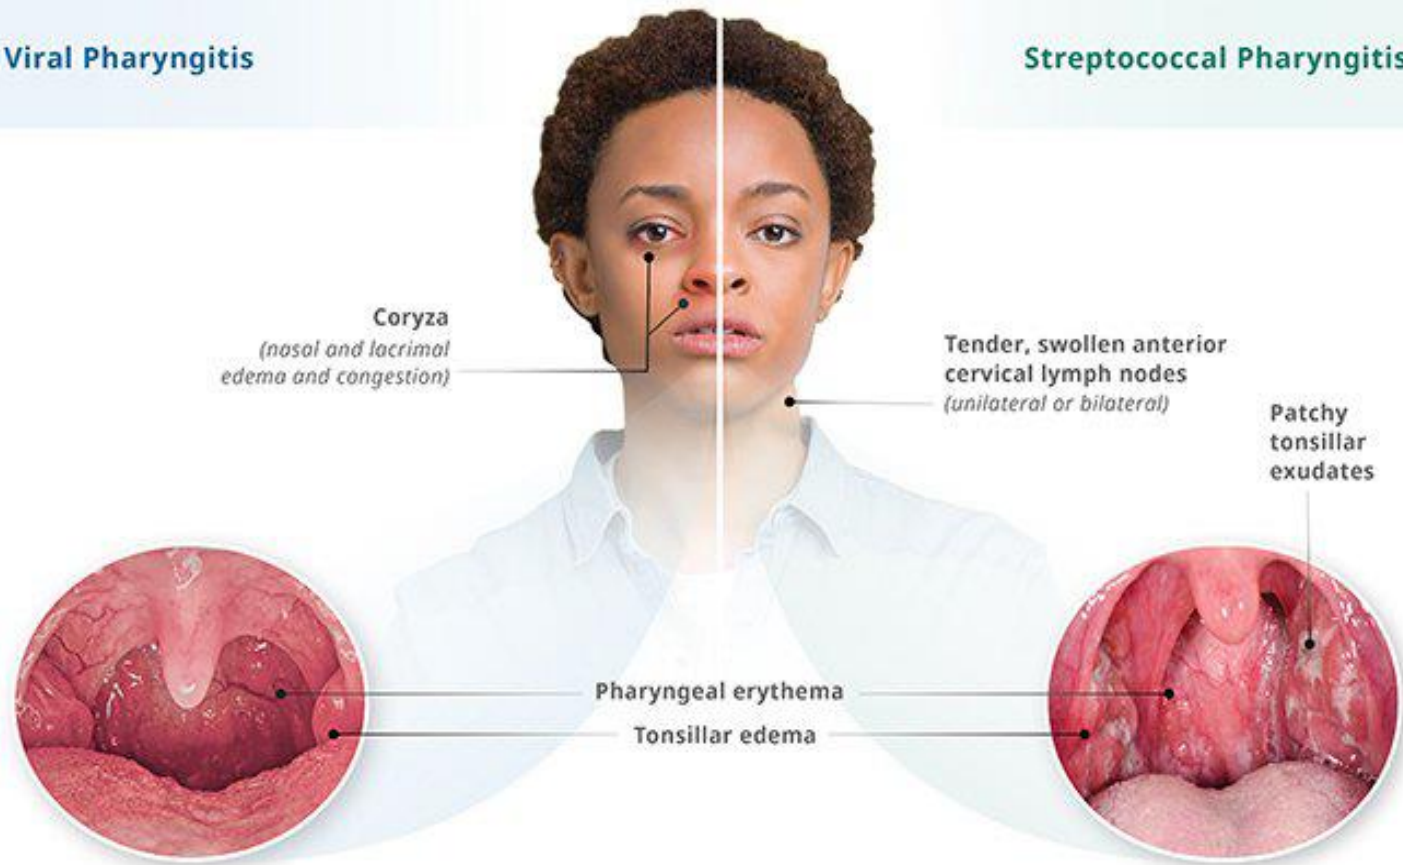 Viral Pharyngitis
Streptococcal Pharyngitis
Coryza
(nasal and lacrimal
edema and congestion)
Tender, swollen anterior
cervical lymph nodes
(unilateral or bilateral)
Patchy
tonsillar
exudates
Pharyngeal erythema
Tonsillar edema